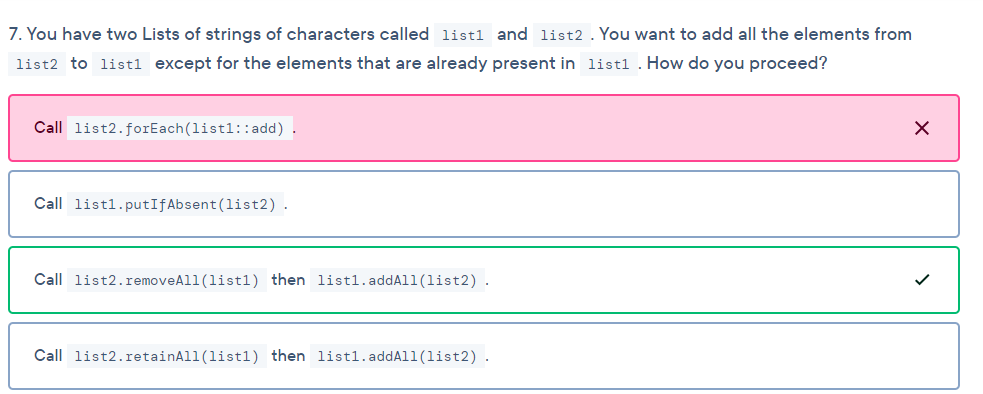 7. You have two Lists of strings of characters called list1 and list2 . You want to add all the elements from
list2 to list1 except for the elements that are already present in list1 . How do you proceed?
Call list2.forEach(list1::add) .
Call list1.putIfAbsent(list2) .
Call list2.removeAll(list1) then list1.addAll(list2) .
Call list2.retainAll(list1) then list1.addAll(list2) .